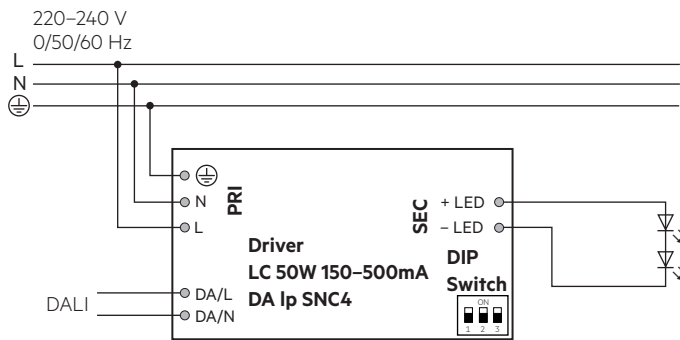 220–240 V
0/50/60 Hz
L
N
PRI
N
L
SEC
+ LED
– LED
Driver
LC 50W 150–500mA
DA lp SNC4
DIP
Switch
ON
1 2 3
DALI
DA/L
DA/N